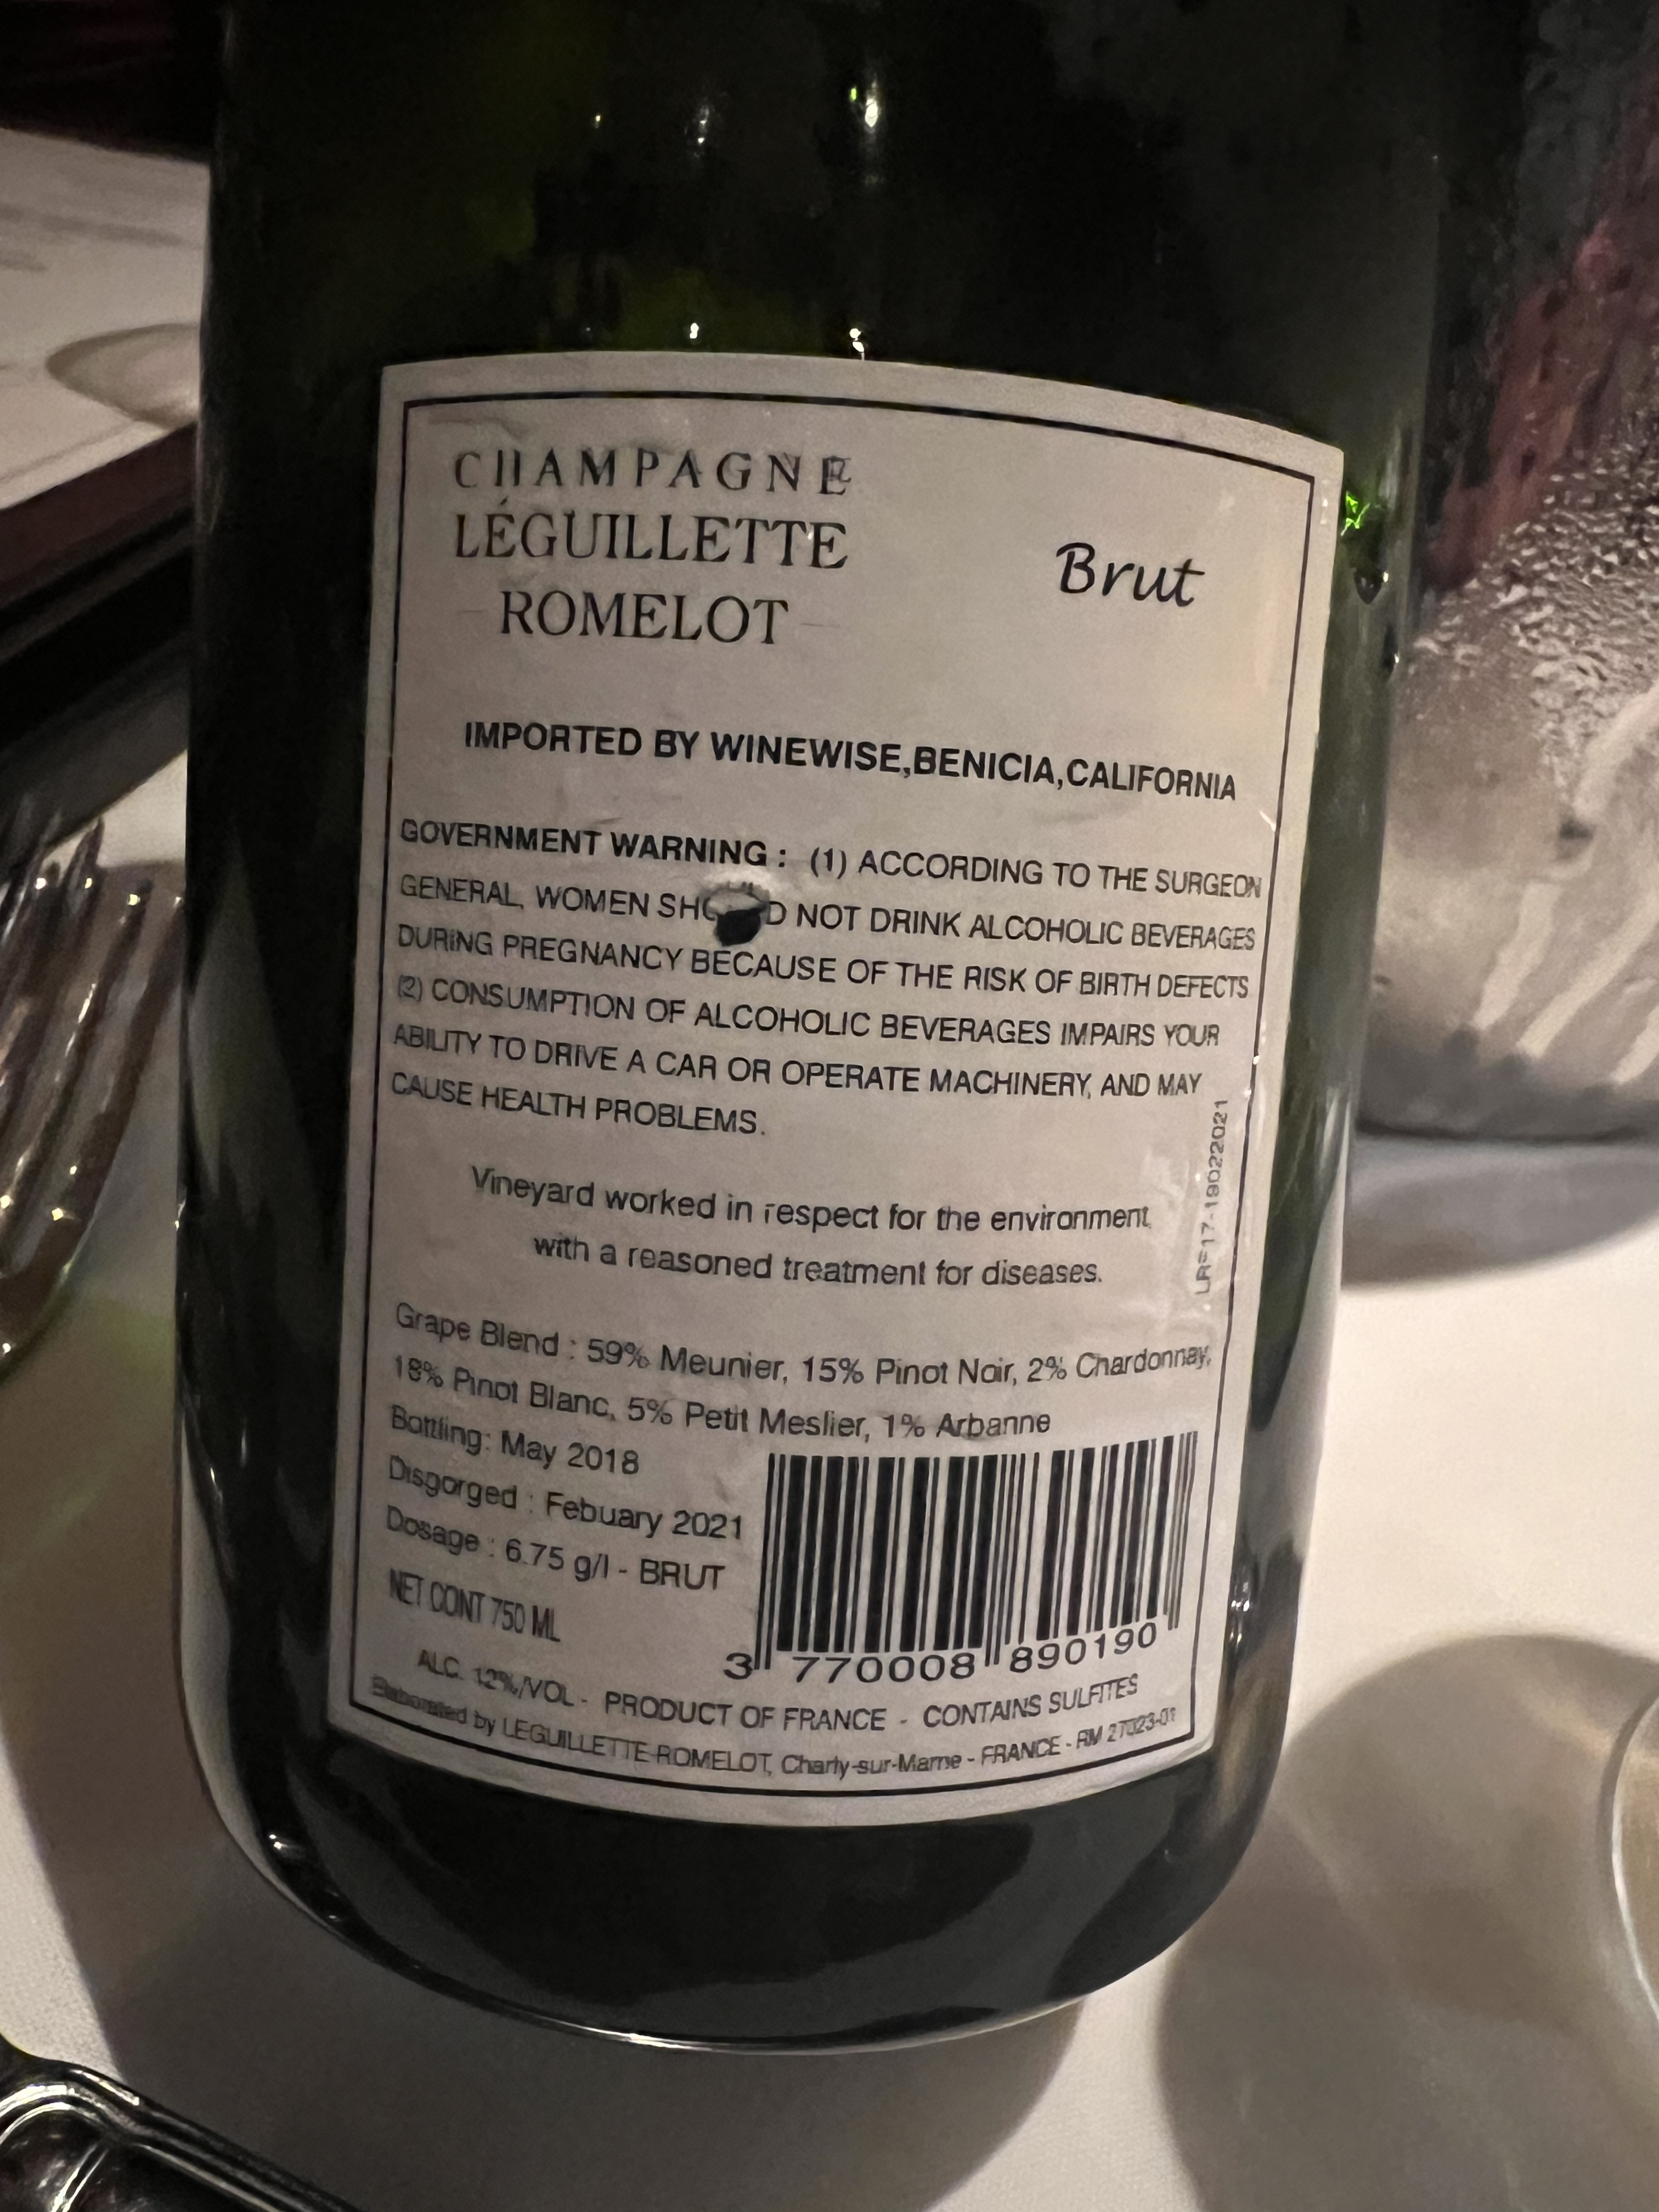 CHAMPAGNE
LÉGUILLETTE
- ROMELOT -
Brut
IMPORTED BY WINEWISE,BENICIA,CALIFORNIA
GOVERNMENT WARNING : (1) ACCORDING TO THE SURGEON
GENERAL, WOMEN NOT DRINK ALCOHOLIC BEVERAGES
DURING PREGNANCY BECAUSE OF THE RISK OF BIRTH DEFECTS
(2) CONSUMPTION OF ALCOHOLIC BEVERAGES IMPAIRS YOUR
ABILITY TO DRIVE A CAR OR OPERATE MACHINERY, AND MAY
CAUSE HEALTH PROBLEMS.
Vineyard worked in respect for the environment
with a reasoned treatment for diseases.
LR-17-19022021
Grape Blend : 59% Meunier, 15% Pinot Noir, 2% Chardonnay,
18% Pinot Blanc, 5% Petit Meslier, 1% Arbanne
Bottling: May 2018
Disgorged : Febuary 2021
Dosage : 6.75 g/l - BRUT
NET CONT 750 ML
3 770008 890190
ALC. 12%/VOL - PRODUCT OF FRANCE - CONTAINS SULFITES
Elaborated by LEGUILLETTE-ROMELOT, Charly-sur-Marne - FRANCE - RM